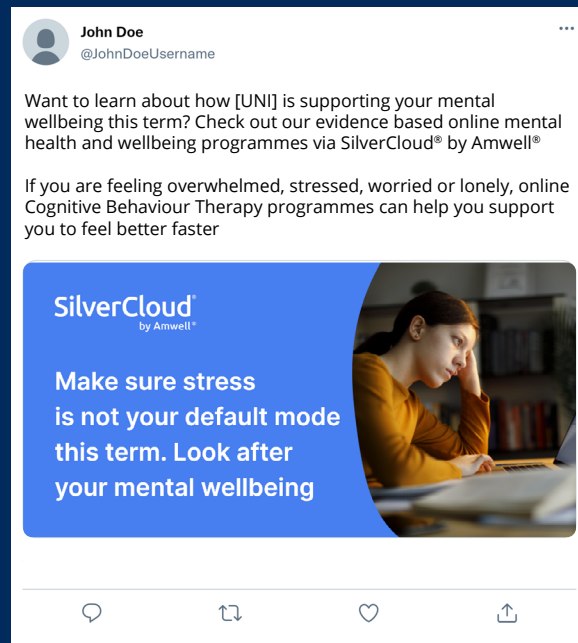 John Doe
@JohnDoeUsername
Want to learn about how [UNI] is supporting your mental
wellbeing this term? Check out our evidence based online mental
health and wellbeing programmes via SilverCloud® by Amwell®
If you are feeling overwhelmed, stressed, worried or lonely, online
Cognitive Behaviour Therapy programmes can help you support
you to feel better faster
SilverCloud®
by Amwell®
Make sure stress
is not your default mode
this term. Look after
your mental wellbeing